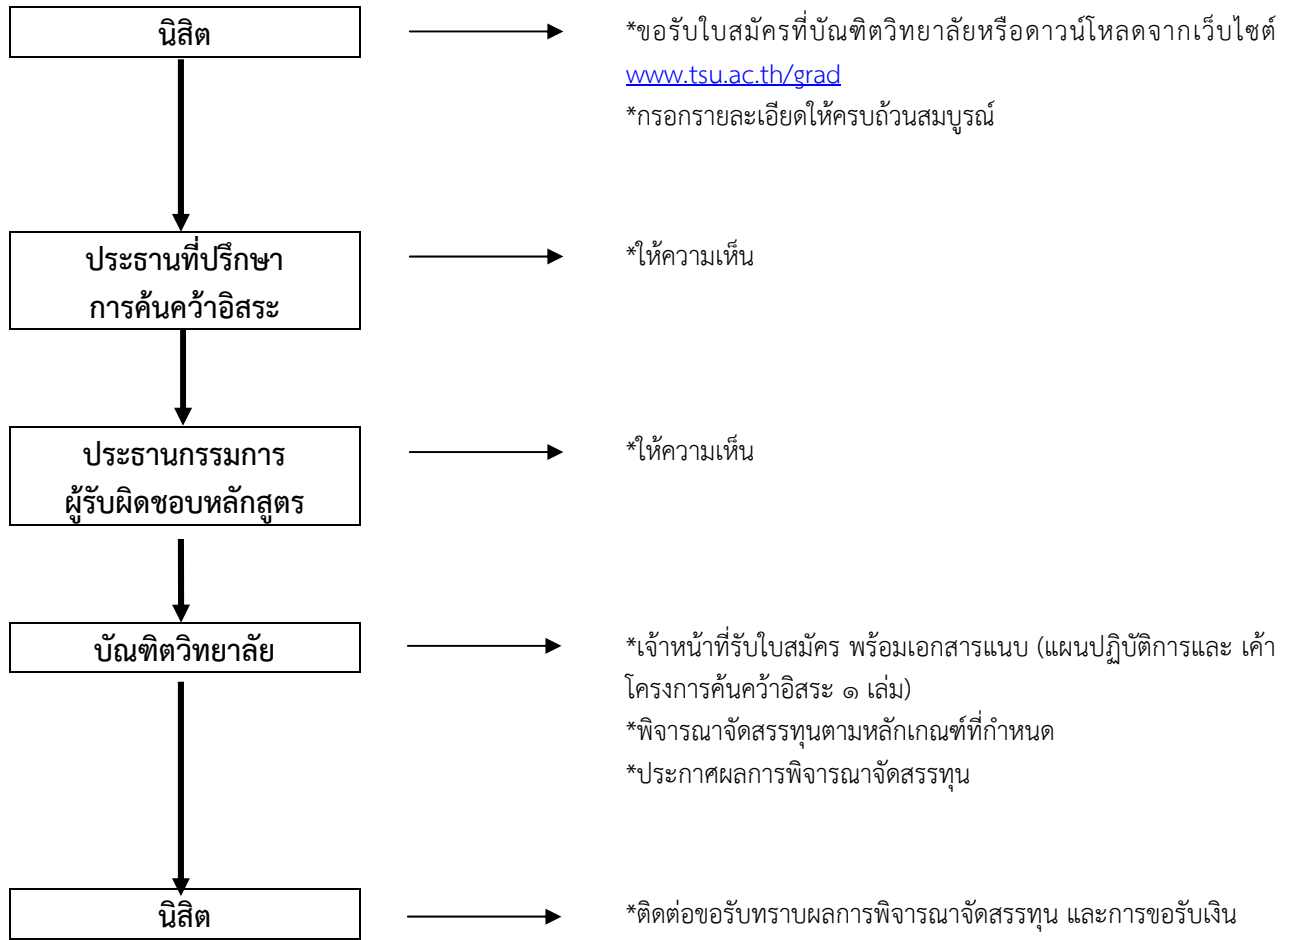 นิสิต
*ขอรับใบสมัครที่บัณฑิตวิทยาลัยหรือดาวน์โหลดจากเว็บไซต์
www.tsu.ac.th/grad
*กรอกรายละเอียดให้ครบถ้วนสมบูรณ์
ประธานที่ปรึกษา
การค้นคว้าอิสระ
*ให้ความเห็น
ประธานกรรมการ
ผู้รับผิดชอบหลักสูตร
*ให้ความเห็น
บัณฑิตวิทยาลัย
*เจ้าหน้าที่รับใบสมัคร พร้อมเอกสารแนบ (แผนปฏิบัติการและ เค้า
โครงการค้นคว้าอิสระ ๑ เล่ม)
*พิจารณาจัดสรรทุนตามหลักเกณฑ์ที่กำหนด
*ประกาศผลการพิจารณาจัดสรรทุน
นิสิต
*ติดต่อขอรับทราบผลการพิจารณาจัดสรรทุน และการขอรับเงิน